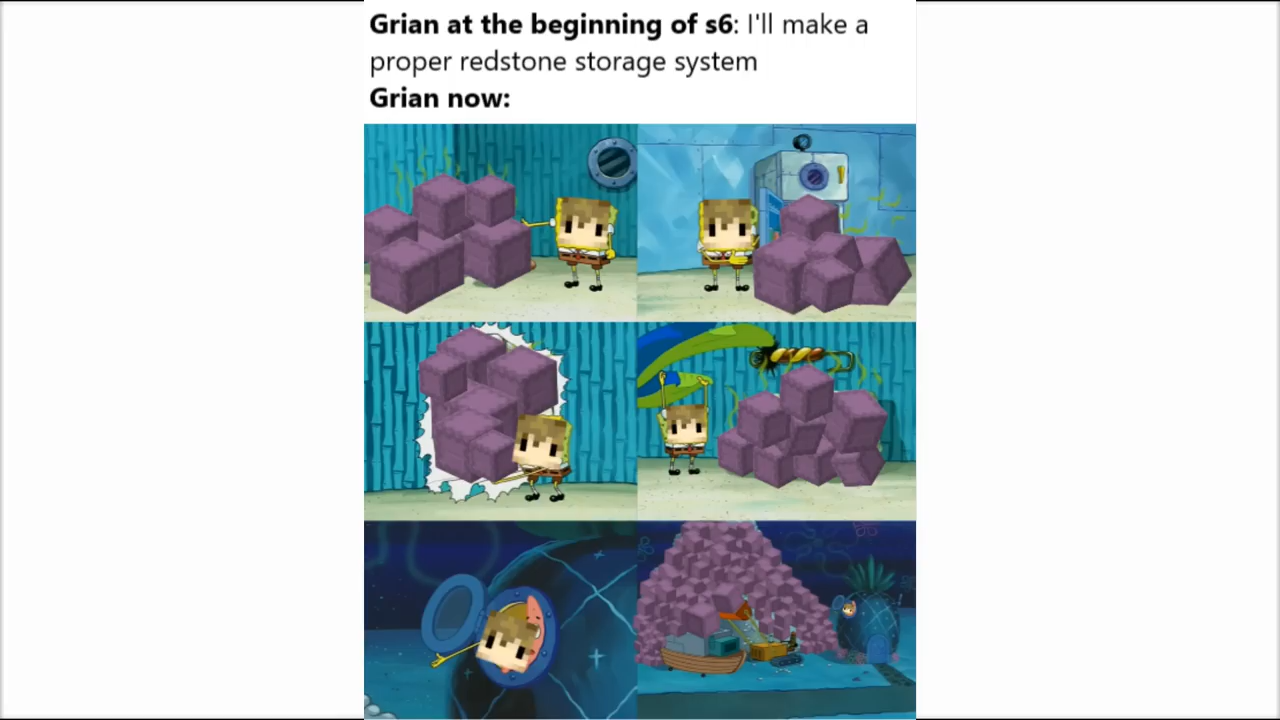 Grian at the beginning of s6: I'll make a
proper redstone storage system
Grian now: